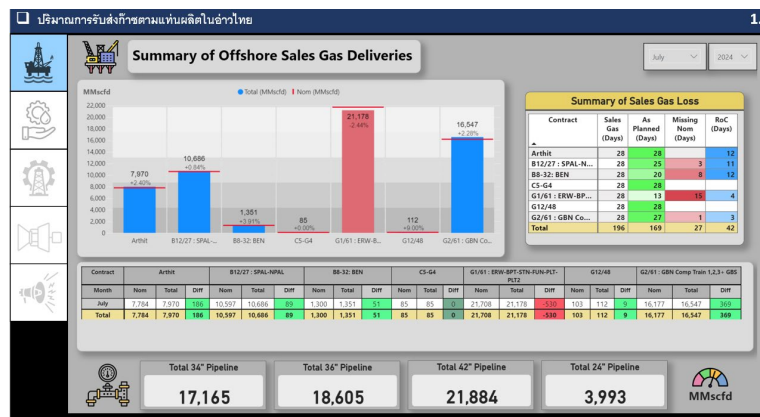 ปริมาณการรับส่งก๊าซตามแท่นผลิตในอ่าวไทย 1.
Summary of Offshore Sales Gas Deliveries
July 2024
MMscfd
Total (MMscfd) Nom (MMscfd)
22,000
20,000
18,000
16,000
14,000
12,000
10,000
8,000
6,000
4,000
2,000
0
7,970
+2.40%
10,686
+0.84%
1,351
+3.91%
85
+0.00%
21,178
-2.44%
112
+9.00%
16,547
+2.28%
Arthit B12/27 : SPAL-... B8-32: BEN C5-G4 G1/61 : ERW-B... G12/48 G2/61 : GBN Co...
Summary of Sales Gas Loss
Contract Sales Gas (Days) As Planned (Days) Missing Nom (Days) RoC (Days)
Arthit 28 28 12
B12/27 : SPAL-N... 28 25 3 11
B8-32: BEN 28 20 8 12
C5-G4 28 28
G1/61 : ERW-BP... 28 13 15 4
G12/48 28 28
G2/61 : GBN Co... 28 27 1 3
Total 196 169 27 42
Contract Arthit B12/27 : SPAL-NPAL B8-32: BEN C5-G4 G1/61 : ERW-BPT-STN-FUN-PLT-PLT2 G12/48 G2/61 : GBN Comp Train 1,2,3+ GBS
Month Nom Total Diff Nom Total Diff Nom Total Diff Nom Total Diff Nom Total Diff Nom Total Diff Nom Total Diff
July 7,784 7,970 186 10,597 10,686 89 1,300 1,351 51 85 85 0 21,708 21,178 -530 103 112 9 16,177 16,547 369
Total 7,784 7,970 186 10,597 10,686 89 1,300 1,351 51 85 85 0 21,708 21,178 -530 103 112 9 16,177 16,547 369
Total 34" Pipeline
17,165
Total 36" Pipeline
18,605
Total 42" Pipeline
21,884
Total 24" Pipeline
3,993
MMscfd